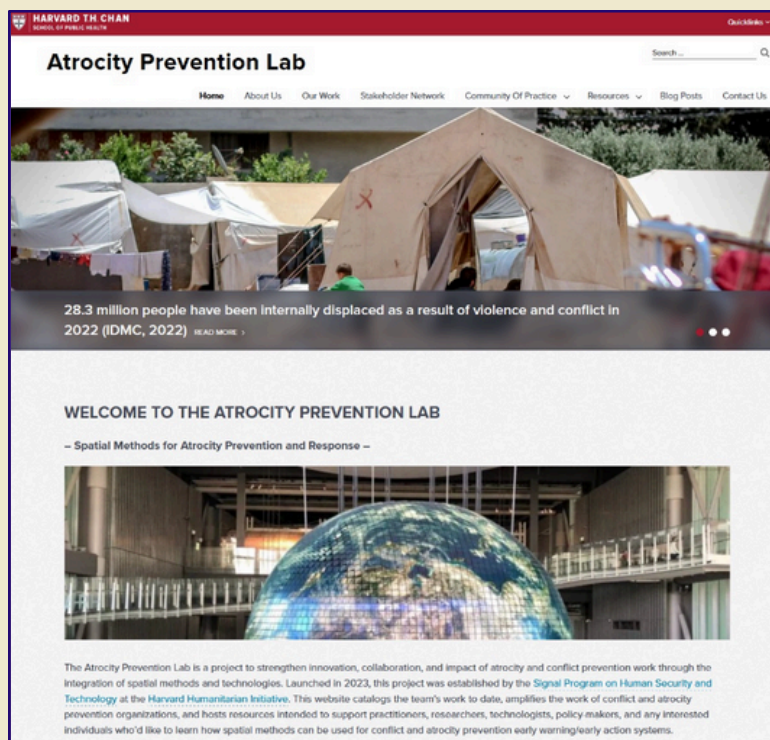 HARVARD T.H. CHAN
SCHOOL OF PUBLIC HEALTH
Quicklinks
Atrocity Prevention Lab
Search ...
Home About Us Our Work Stakeholder Network Community Of Practice Resources Blog Posts Contact Us
28.3 million people have been internally displaced as a result of violence and conflict in
2022 (IDMC, 2022) READ MORE >
WELCOME TO THE ATROCITY PREVENTION LAB
– Spatial Methods for Atrocity Prevention and Response –
The Atrocity Prevention Lab is a project to strengthen innovation, collaboration, and impact of atrocity and conflict prevention work through the
integration of spatial methods and technologies. Launched in 2023, this project was established by the Signal Program on Human Security and
Technology at the Harvard Humanitarian Initiative. This website catalogs the team's work to date, amplifies the work of conflict and atrocity
prevention organizations, and hosts resources intended to support practitioners, researchers, technologists, policy-makers, and any interested
individuals who'd like to learn how spatial methods can be used for conflict and atrocity prevention early warning/early action systems.